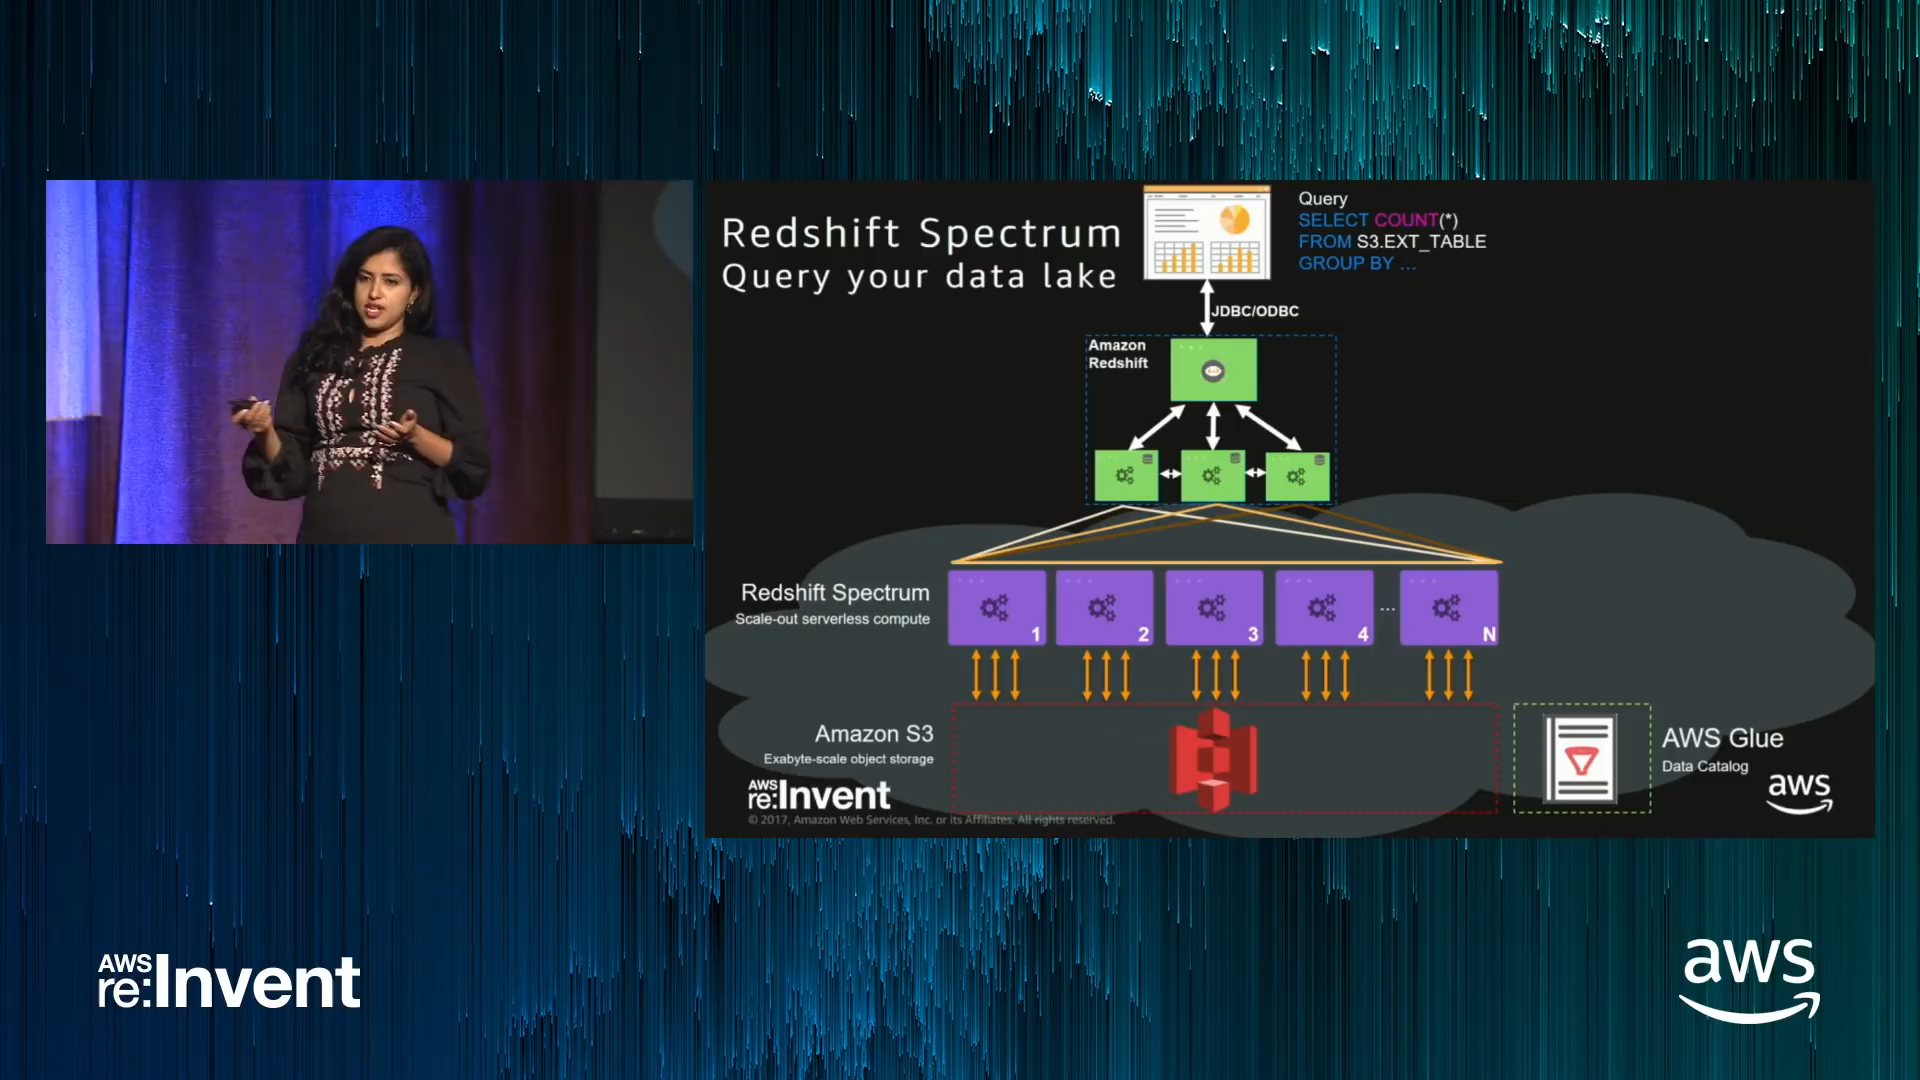 Redshift Spectrum
Query your data lake
Query
SELECT COUNT(*)
FROM S3.EXT_TABLE
GROUP BY ...
JDBC/ODBC
Amazon
Redshift
Redshift Spectrum
Scale-out serverless compute
1
2
3
4
...
N
Amazon S3
Exabyte-scale object storage
AWS Glue
Data Catalog
AWS
re:Invent
aws
© 2017, Amazon Web Services, Inc. or its Affiliates. All rights reserved.
AWS
re:Invent
aws